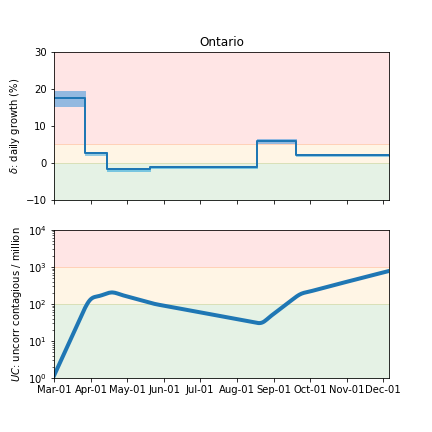 Ontario
δ: daily growth (%)
30
20
10
0
−10
UC: uncorr contagious / million
10⁴
10³
10²
10¹
10⁰
Mar-01 Apr-01 May-01 Jun-01 Jul-01 Aug-01 Sep-01 Oct-01 Nov-01 Dec-01